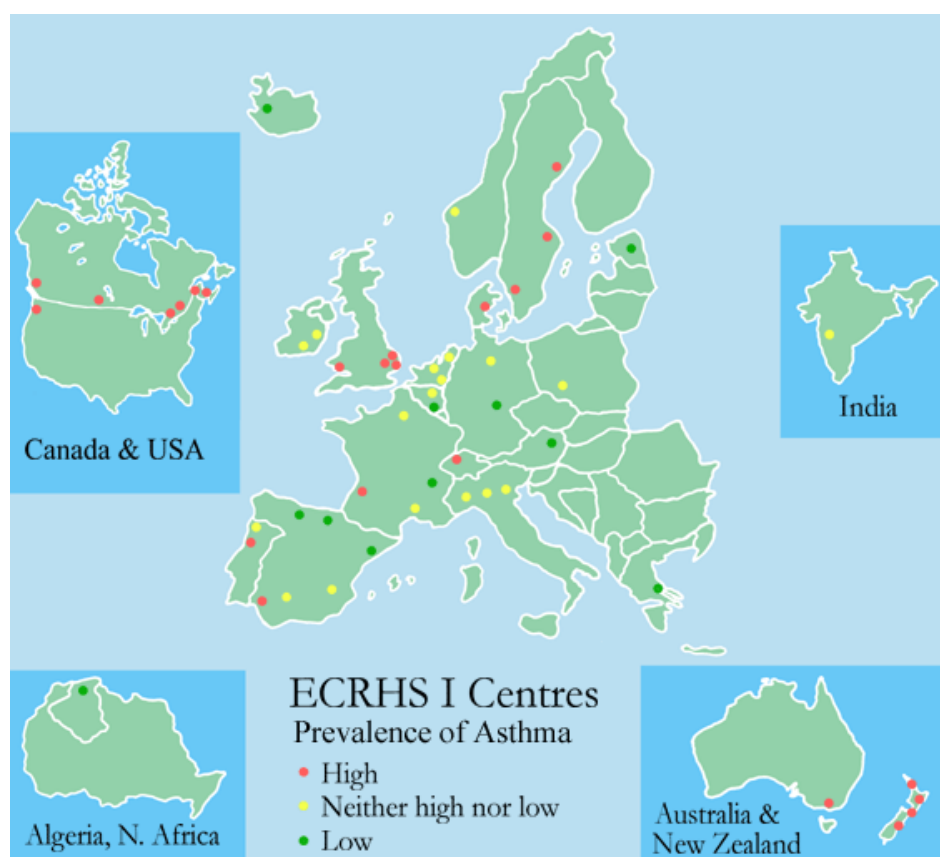 Canada & USA
India
ECRHS I Centres
Prevalence of Asthma
High
Neither high nor low
Low
Algeria, N. Africa
Australia &
New Zealand